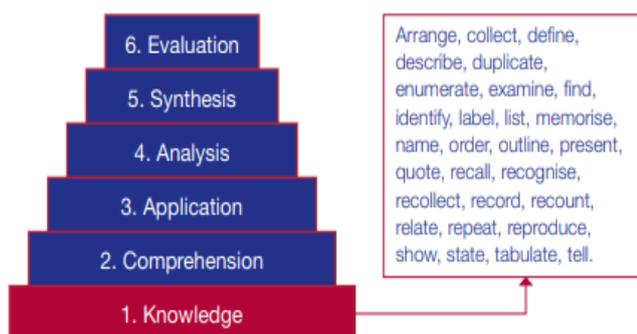 6. Evaluation
5. Synthesis
4. Analysis
3. Application
2. Comprehension
1. Knowledge
Arrange, collect, define,
describe, duplicate,
enumerate, examine, find,
identify, label, list, memorise,
name, order, outline, present,
quote, recall, recognise,
recollect, record, recount,
relate, repeat, reproduce,
show, state, tabulate, tell.